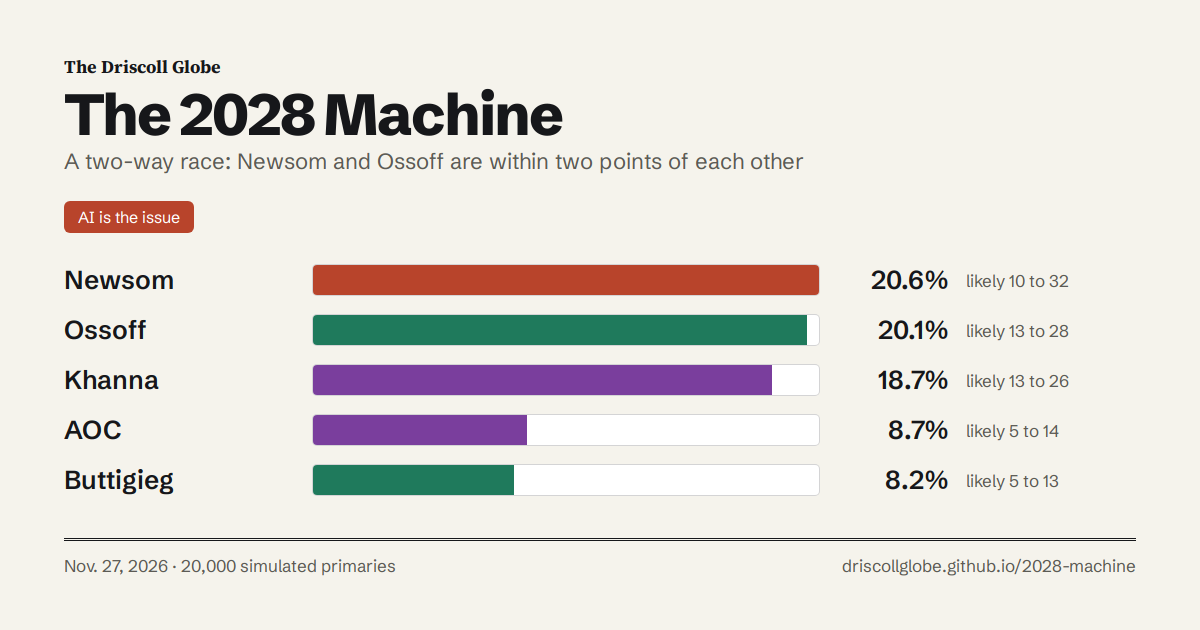 The Driscoll Globe
The 2028 Machine
A two-way race: Newsom and Ossoff are within two points of each other
AI is the issue
Newsom 20.6% likely 10 to 32
Ossoff 20.1% likely 13 to 28
Khanna 18.7% likely 13 to 26
AOC 8.7% likely 5 to 14
Buttigieg 8.2% likely 5 to 13
Nov. 27, 2026 · 20,000 simulated primaries driscollglobe.github.io/2028-machine